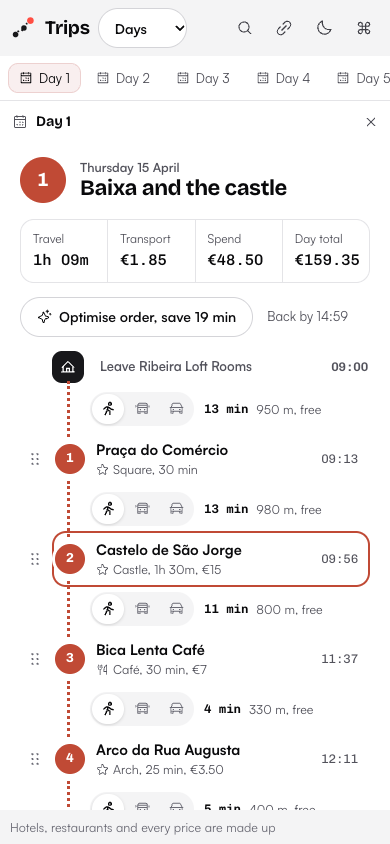 Trips
Days
Day 1
Day 2
Day 3
Day 4
Day 5
Day 1
1
Thursday 15 April
Baixa and the castle
Travel
1h 09m
Transport
€1.85
Spend
€48.50
Day total
€159.35
Optimise order, save 19 min
Back by 14:59
Leave Ribeira Loft Rooms
09:00
13 min 950 m, free
1
Praça do Comércio
09:13
Square, 30 min
13 min 980 m, free
2
Castelo de São Jorge
09:56
Castle, 1h 30m, €15
11 min 800 m, free
3
Bica Lenta Café
11:37
Café, 30 min, €7
4 min 330 m, free
4
Arco da Rua Augusta
12:11
Arch, 25 min, €3.50
5 min 400 m, free
Hotels, restaurants and every price are made up